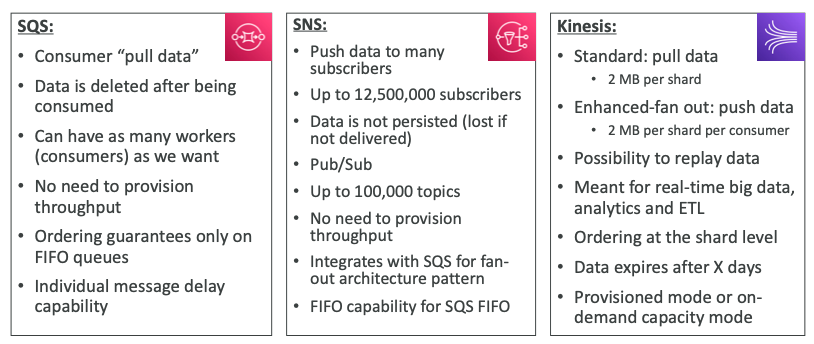 SQS:
• Consumer “pull data”
• Data is deleted after being
consumed
• Can have as many workers
(consumers) as we want
• No need to provision
throughput
• Ordering guarantees only on
FIFO queues
• Individual message delay
capability
SNS:
• Push data to many
subscribers
• Up to 12,500,000 subscribers
• Data is not persisted (lost if
not delivered)
• Pub/Sub
• Up to 100,000 topics
• No need to provision
throughput
• Integrates with SQS for fan-
out architecture pattern
• FIFO capability for SQS FIFO
Kinesis:
• Standard: pull data
• 2 MB per shard
• Enhanced-fan out: push data
• 2 MB per shard per consumer
• Possibility to replay data
• Meant for real-time big data,
analytics and ETL
• Ordering at the shard level
• Data expires after X days
• Provisioned mode or on-
demand capacity mode